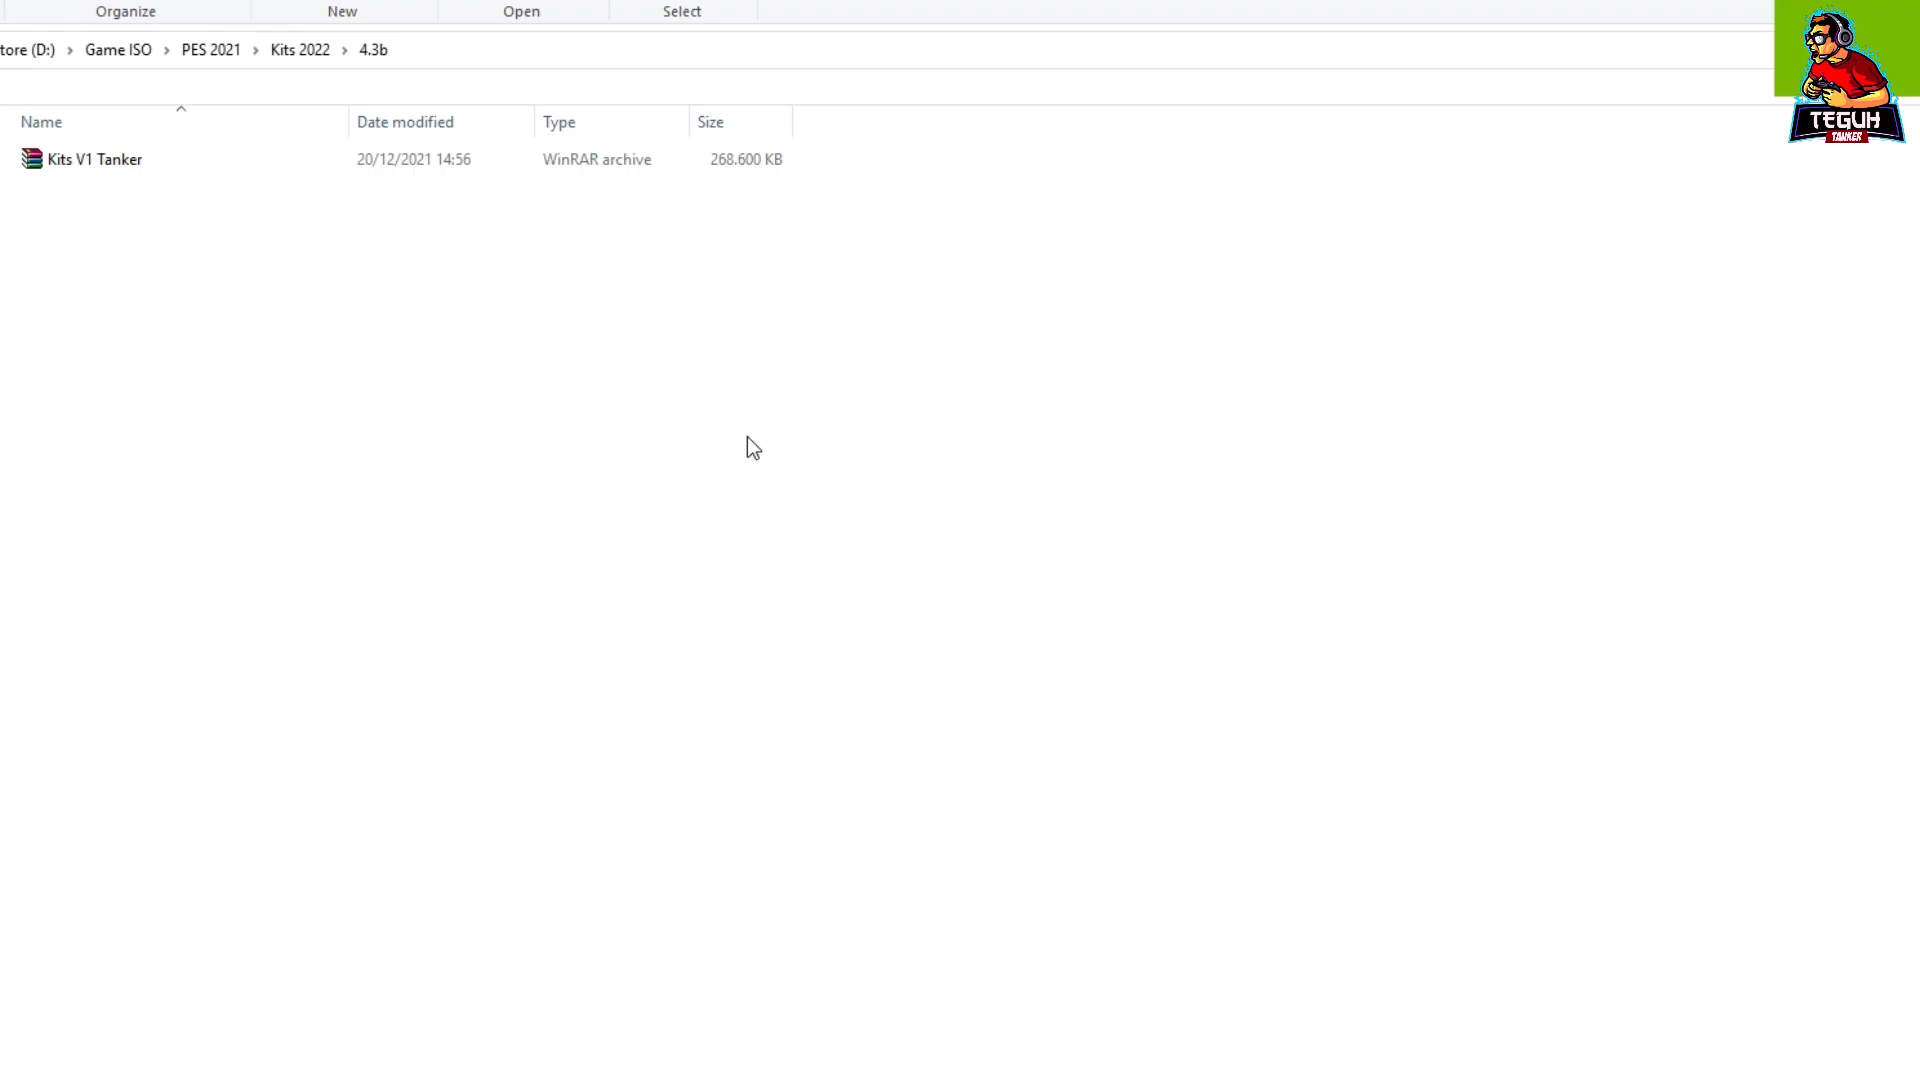 Organize New Open Select
tore (D:) › Game ISO › PES 2021 › Kits 2022 › 4.3b
Name Date modified Type Size
Kits V1 Tanker 20/12/2021 14:56 WinRAR archive 268.600 KB
TEGUH
TANKER